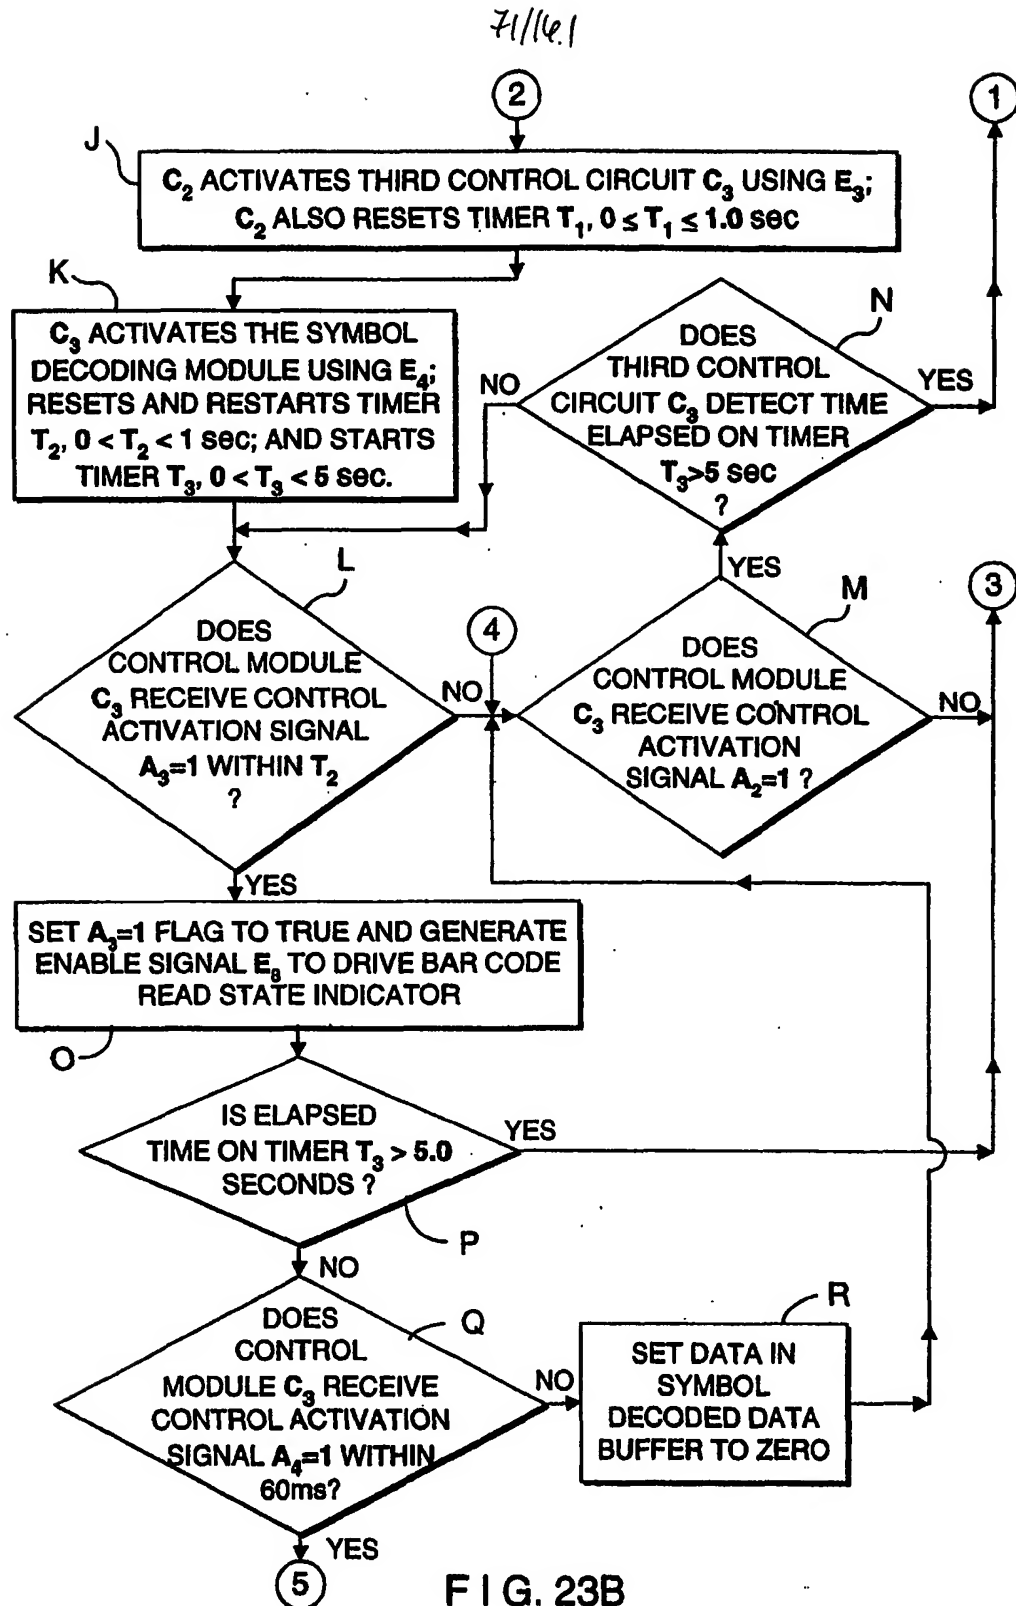 71/161
2
1
J
C₂ ACTIVATES THIRD CONTROL CIRCUIT C₃ USING E₃;
C₂ ALSO RESETS TIMER T₁, 0 ≤ T₁ ≤ 1.0 sec
K
C₃ ACTIVATES THE SYMBOL
DECODING MODULE USING E₄;
RESETS AND RESTARTS TIMER
T₂, 0 < T₂ < 1 sec; AND STARTS
TIMER T₃, 0 < T₃ < 5 sec.
N
DOES
THIRD CONTROL
CIRCUIT C₃ DETECT TIME
ELAPSED ON TIMER
T₃>5 sec
?
NO
YES
L
DOES
CONTROL MODULE
C₃ RECEIVE CONTROL
ACTIVATION SIGNAL
A₃=1 WITHIN T₂
?
NO
YES
4
M
YES
DOES
CONTROL MODULE
C₃ RECEIVE CONTROL
ACTIVATION
SIGNAL A₂=1 ?
NO
3
SET A₃=1 FLAG TO TRUE AND GENERATE
ENABLE SIGNAL E₈ TO DRIVE BAR CODE
READ STATE INDICATOR
O
IS ELAPSED
TIME ON TIMER T₃ > 5.0
SECONDS ?
YES
P
NO
DOES
CONTROL
MODULE C₃ RECEIVE
CONTROL ACTIVATION
SIGNAL A₄=1 WITHIN
60ms?
Q
NO
R
SET DATA IN
SYMBOL
DECODED DATA
BUFFER TO ZERO
YES
5
FIG. 23B